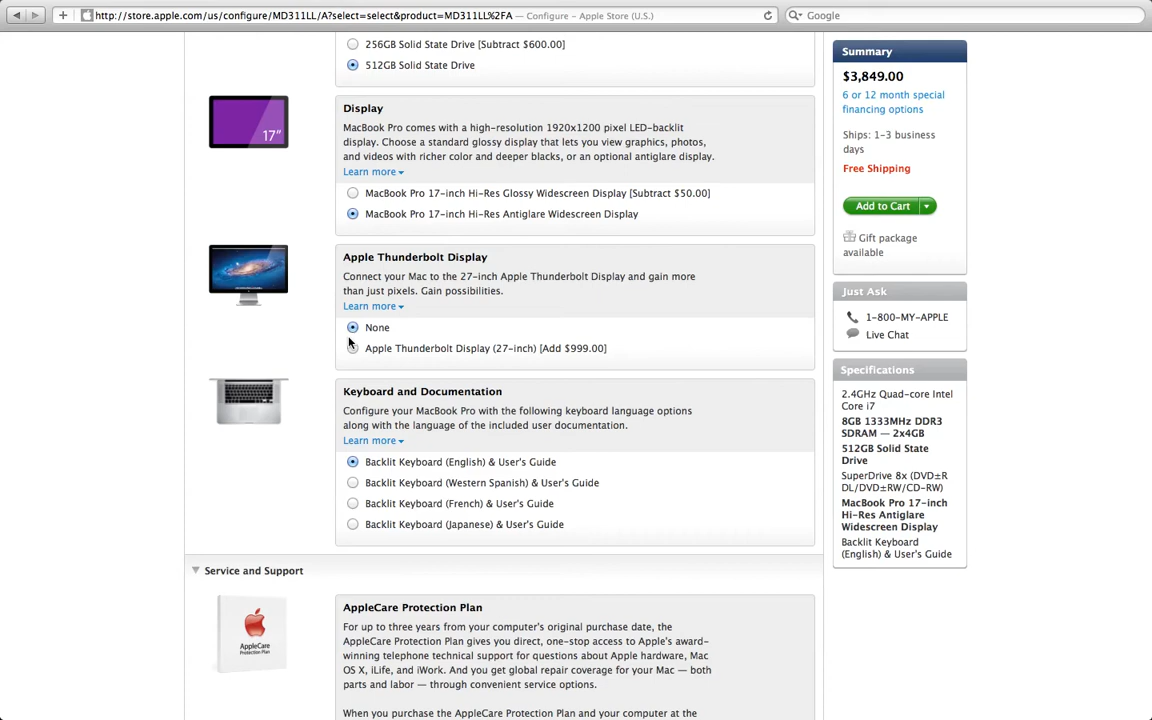 http://store.apple.com/us/configure/MD311LL/A?select=select&product=MD311LL%2FA — Configure – Apple Store (U.S.)
Google
256GB Solid State Drive [Subtract $600.00]
512GB Solid State Drive
17"
Display
MacBook Pro comes with a high-resolution 1920x1200 pixel LED-backlit
display. Choose a standard glossy display that lets you view graphics, photos,
and videos with richer color and deeper blacks, or an optional antiglare display.
Learn more
MacBook Pro 17-inch Hi-Res Glossy Widescreen Display [Subtract $50.00]
MacBook Pro 17-inch Hi-Res Antiglare Widescreen Display
Apple Thunderbolt Display
Connect your Mac to the 27-inch Apple Thunderbolt Display and gain more
than just pixels. Gain possibilities.
Learn more
None
Apple Thunderbolt Display (27-inch) [Add $999.00]
Keyboard and Documentation
Configure your MacBook Pro with the following keyboard language options
along with the language of the included user documentation.
Learn more
Backlit Keyboard (English) & User's Guide
Backlit Keyboard (Western Spanish) & User's Guide
Backlit Keyboard (French) & User's Guide
Backlit Keyboard (Japanese) & User's Guide
Service and Support
AppleCare
Protection Plan
AppleCare Protection Plan
For up to three years from your computer's original purchase date, the
AppleCare Protection Plan gives you direct, one-stop access to Apple's award-
winning telephone technical support for questions about Apple hardware, Mac
OS X, iLife, and iWork. And you get global repair coverage for your Mac — both
parts and labor — through convenient service options.
When you purchase the AppleCare Protection Plan and your computer at the
Summary
$3,849.00
6 or 12 month special
financing options
Ships: 1-3 business
days
Free Shipping
Add to Cart
Gift package
available
Just Ask
1-800-MY-APPLE
Live Chat
Specifications
2.4GHz Quad-core Intel
Core i7
8GB 1333MHz DDR3
SDRAM — 2x4GB
512GB Solid State
Drive
SuperDrive 8x (DVD±R
DL/DVD±RW/CD-RW)
MacBook Pro 17-inch
Hi-Res Antiglare
Widescreen Display
Backlit Keyboard
(English) & User's Guide